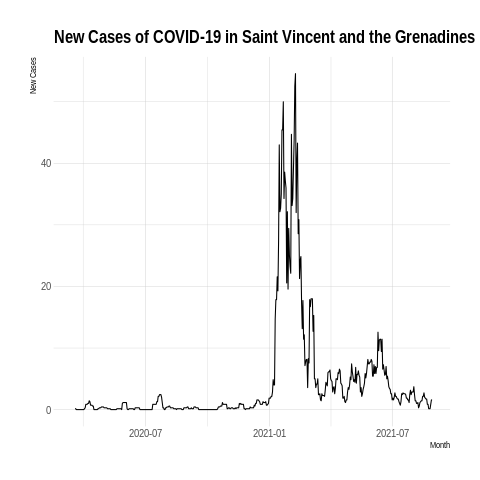 New Cases of COVID-19 in Saint Vincent and the Grenadines
New Cases
40
20
0
2020-07
2021-01
2021-07
Month